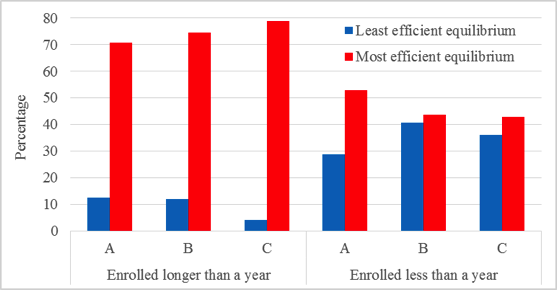 80
70
60
50
40
30
20
10
0
Percentage
Least efficient equilibrium
Most efficient equilibrium
A B C A B C
Enrolled longer than a year Enrolled less than a year